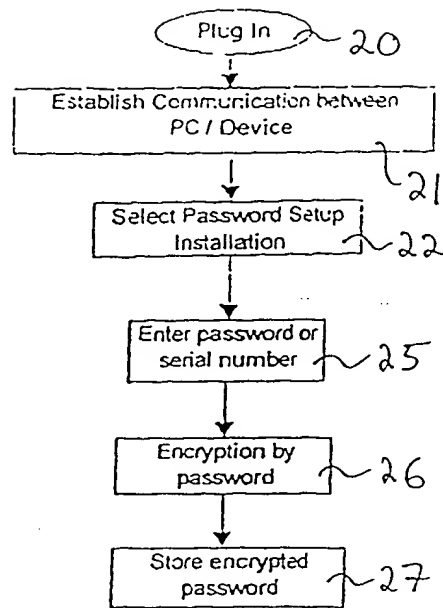 Plug In
20
Establish Communication between
PC / Device
21
Select Password Setup
Installation
22
Enter password or
serial number
25
Encryption by
password
26
Store encrypted
password
27